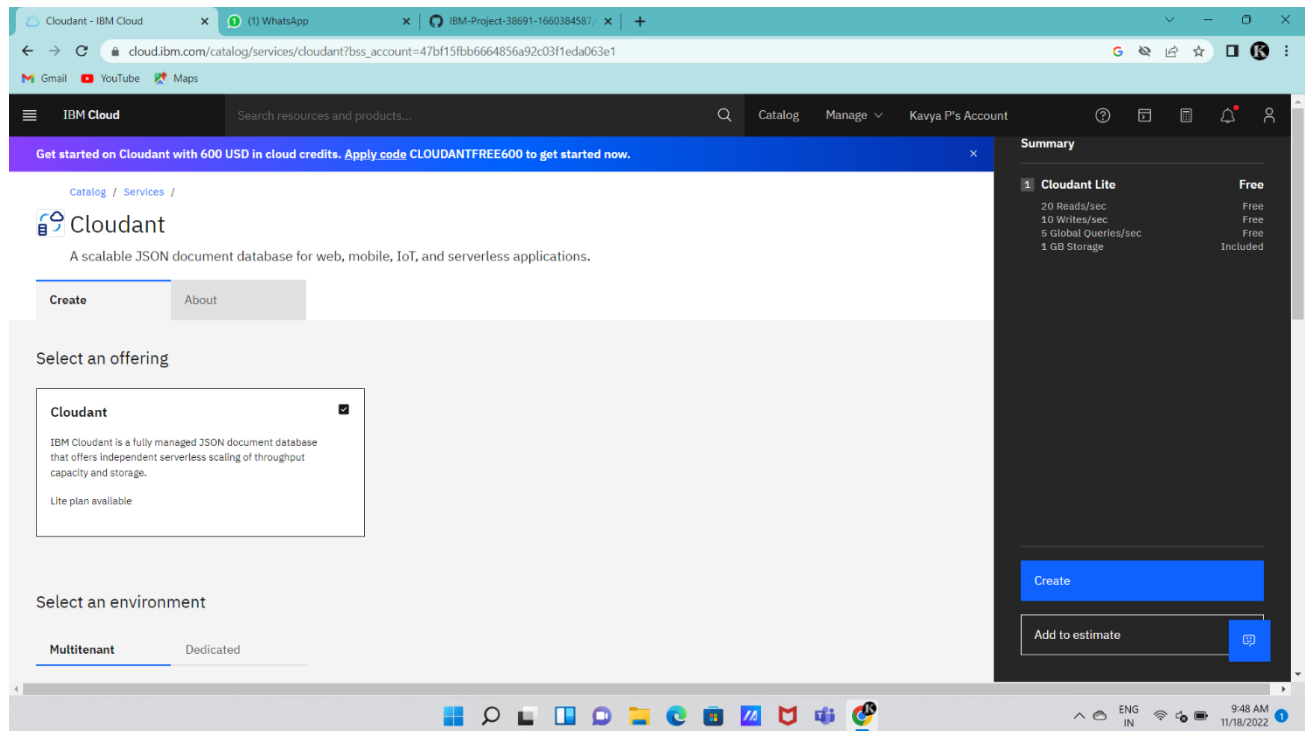 Cloudant - IBM Cloud
(1) WhatsApp
IBM-Project-38691-1660384587/
cloud.ibm.com/catalog/services/cloudant?bss_account=47bf15fbb6664856a92c03f1eda063e1
Gmail
YouTube
Maps
IBM Cloud
Search resources and products...
Catalog
Manage
Kavya P's Account
Get started on Cloudant with 600 USD in cloud credits. Apply code CLOUDANTFREE600 to get started now.
Catalog / Services /
Cloudant
A scalable JSON document database for web, mobile, IoT, and serverless applications.
Create
About
Select an offering
Cloudant
IBM Cloudant is a fully managed JSON document database
that offers independent serverless scaling of throughput
capacity and storage.
Lite plan available
Select an environment
Multitenant
Dedicated
Summary
1 Cloudant Lite Free
20 Reads/sec Free
10 Writes/sec Free
5 Global Queries/sec Free
1 GB Storage Included
Create
Add to estimate
ENG
IN
9:48 AM
11/18/2022
1